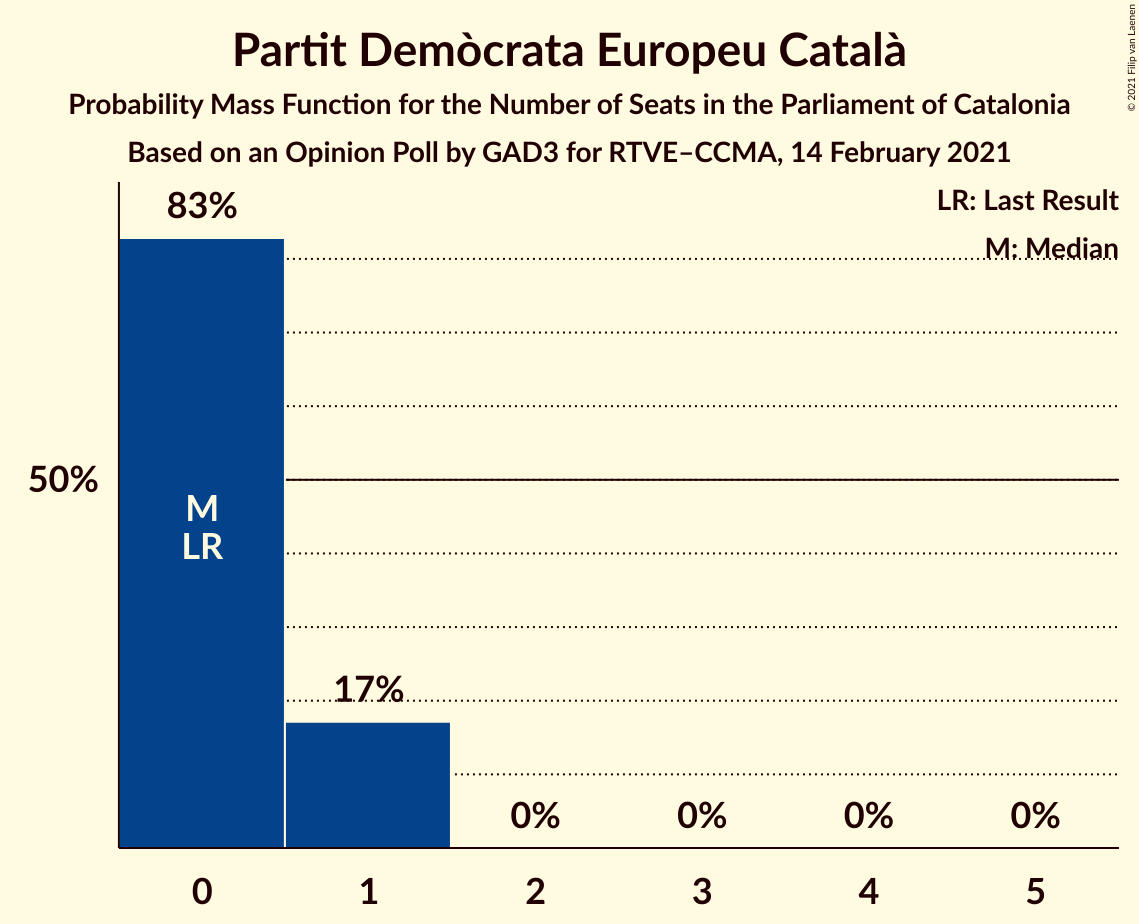 Partit Demòcrata Europeu Català
Probability Mass Function for the Number of Seats in the Parliament of Catalonia
Based on an Opinion Poll by GAD3 for RTVE–CCMA, 14 February 2021
© 2021 Filip van Laenen
LR: Last Result
M: Median
83%
50%
M
LR
17%
0%
0%
0%
0%
0
1
2
3
4
5